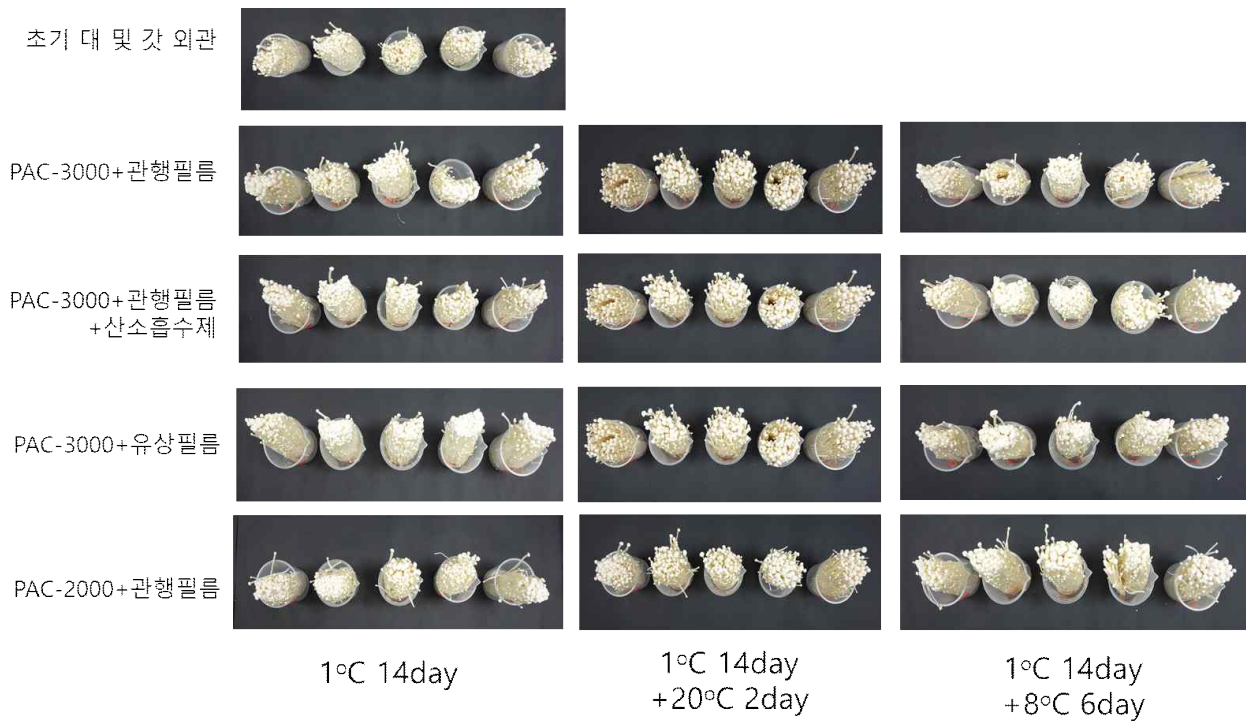 초기 대 및 갓 외관
PAC-3000+관행필름
PAC-3000+관행필름
+산소흡수제
PAC-3000+유상필름
PAC-2000+관행필름
1°C 14day
1°C 14day
+20°C 2day
1°C 14day
+8°C 6day